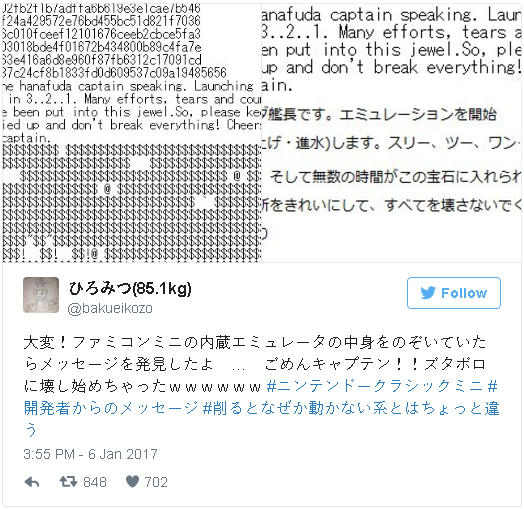 02fb2f1b7adffa6b619e3e1cae7b546
f24a429572e76bd455bc51d821f7036
6c010fceef12101676ceeb2cbce5fa3
03018bde4f01672b434800b89c4fa7e
63e416a6d8e960f87fb6312c17091cd
37c24cf8b1833fd0d609537c09a19485656
he hanafuda captain speaking. Launching
in 3..2..1. Many efforts, tears and cou
e been put into this jewel.So, please ke
ied up and don't break everything! Cheers
captain.
anafuda captain speaking. Launc
3..2..1. Many efforts, tears
en put into this jewel.So, ple
up and don't break everything!
ain.
艦長です。エミュレーションを開始
上げ・進水)します。スリー、ツー、ワン
そして無数の時間がこの宝石に入れられ
所をきれいにして、すべてを壊さないでく
ひろみつ(85.1kg)
@bakueikozo
Follow
大変！ファミコンミニの内蔵エミュレータの中身をのぞいていた
らメッセージを発見したよ　…　ごめんキャプテン！！ズタボロ
に壊し始めちゃったｗｗｗｗｗｗ #ニンテンドークラシックミニ #
開発者からのメッセージ #削るとなぜか動かない系とはちょっと違
う
3:55 PM - 6 Jan 2017
848 702